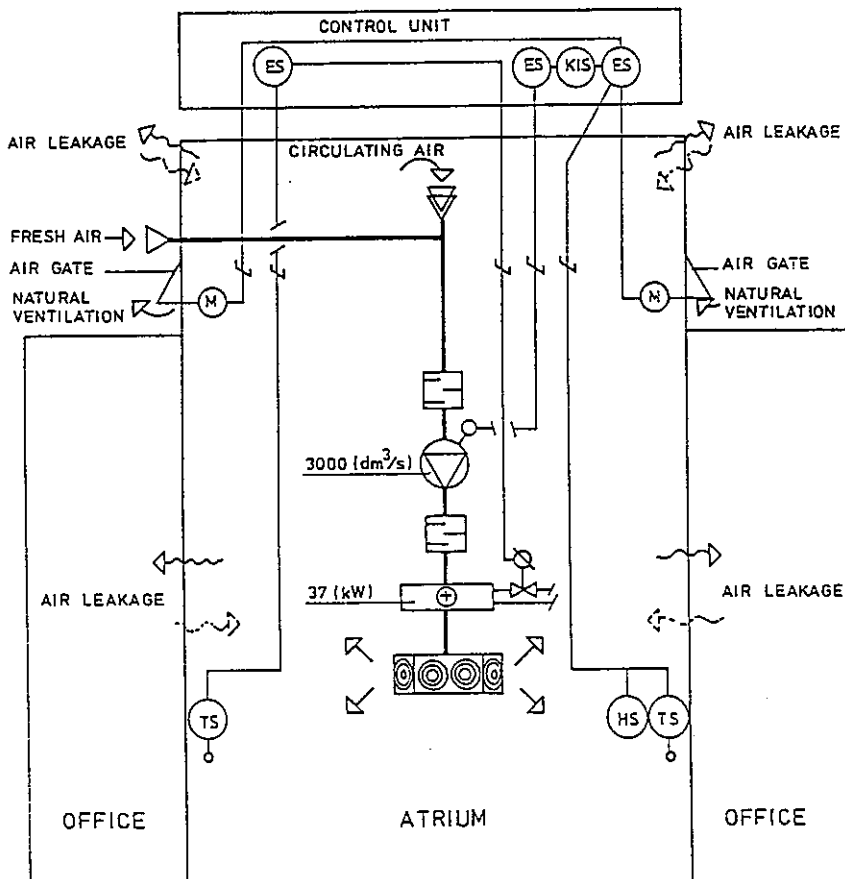 CONTROL UNIT
ES
ES
KIS
ES
AIR LEAKAGE
AIR LEAKAGE
CIRCULATING AIR
FRESH AIR
AIR GATE
AIR GATE
NATURAL
VENTILATION
M
M
NATURAL
VENTILATION
3000 (dm³/s)
37 (kW)
AIR LEAKAGE
AIR LEAKAGE
TS
HS
TS
OFFICE
ATRIUM
OFFICE